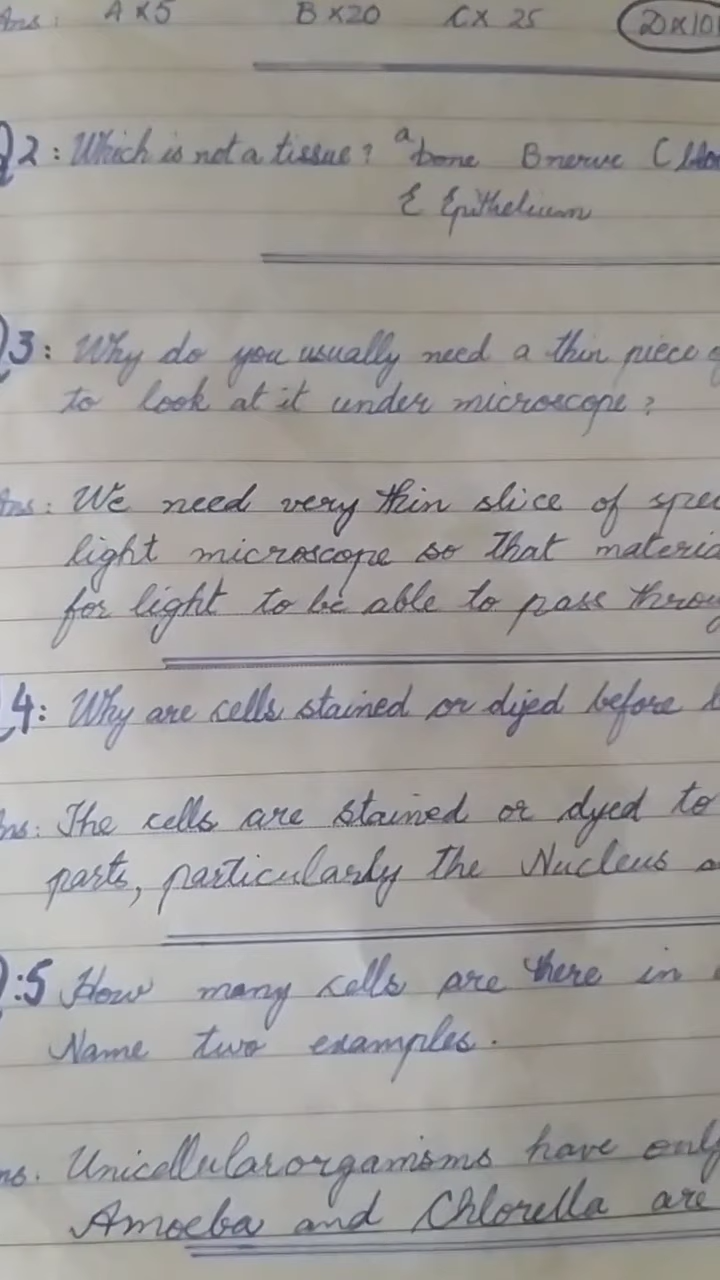 Ans: A x5 B x20 C x 25 D x10
Q2: Which is not a tissue? a bone B nerve C
E Epithelium
Q3: Why do you usually need a thin piece
to look at it under microscope?
Ans: We need very thin slice of
light microscope so that
for light to be able to pass
Q4: Why are cells stained or dyed before
Ans: The cells are stained or dyed to
parts, particularly the Nucleus
Q:5 How many cells are there in
Name two examples.
Ans. Unicellular organisms have only
Amoeba and Chlorella are